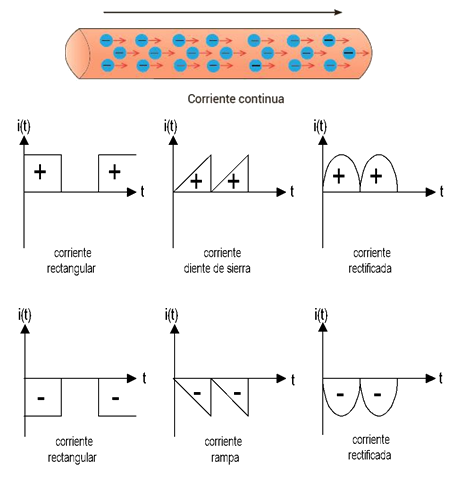 Corriente continua
i(t) i(t) i(t)
+ + + + + +
t t t
corriente corriente corriente
rectangular diente de sierra rectificada
i(t) i(t) i(t)
t t t
- - - - - -
corriente corriente corriente
rectangular rampa rectificada